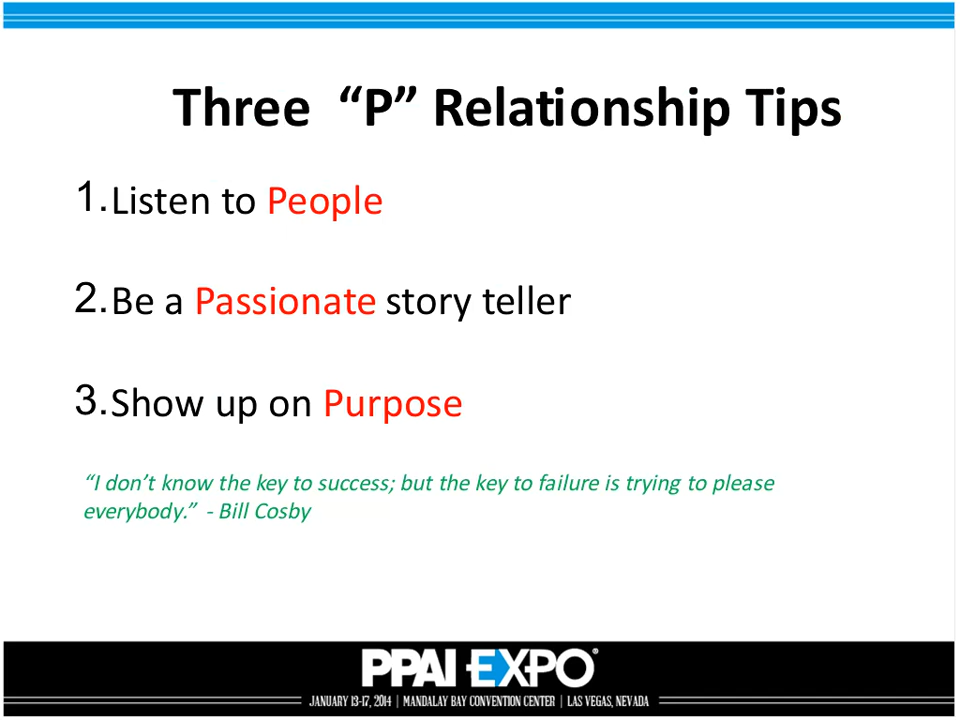 Three “P” Relationship Tips
1. Listen to People
2. Be a Passionate story teller
3. Show up on Purpose
“I don’t know the key to success; but the key to failure is trying to please
everybody.” - Bill Cosby
PPAI EXPO®
JANUARY 13-17, 2014 | MANDALAY BAY CONVENTION CENTER | LAS VEGAS, NEVADA